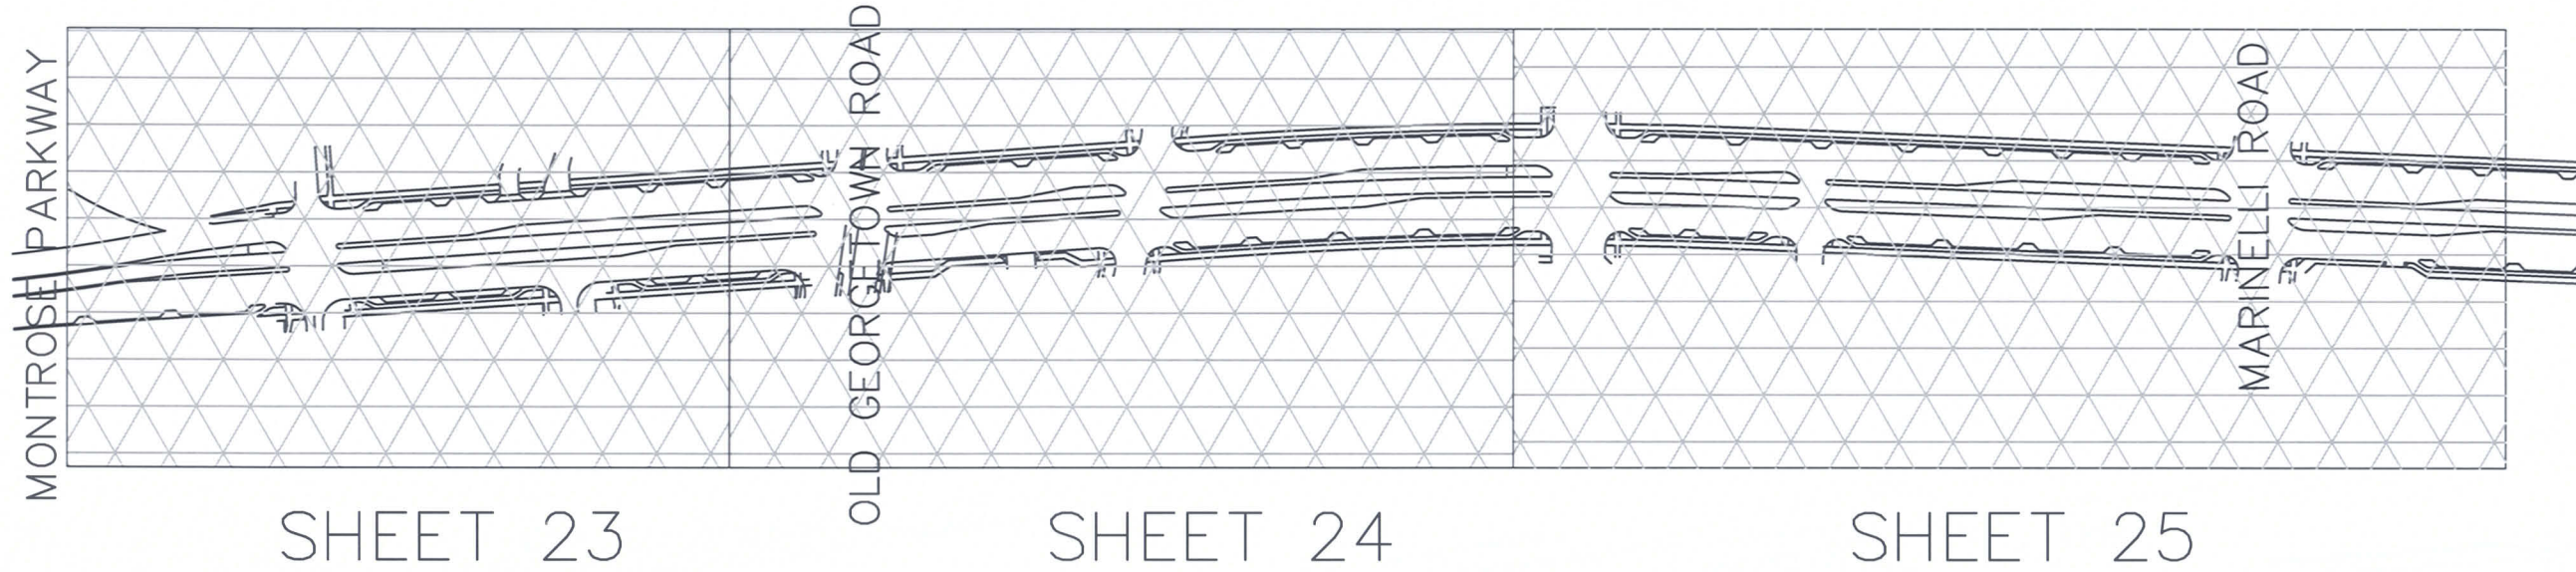 MONTROSE PARKWAY
OLD GEORGETOWN ROAD
MARINELLI ROAD
SHEET 23
SHEET 24
SHEET 25